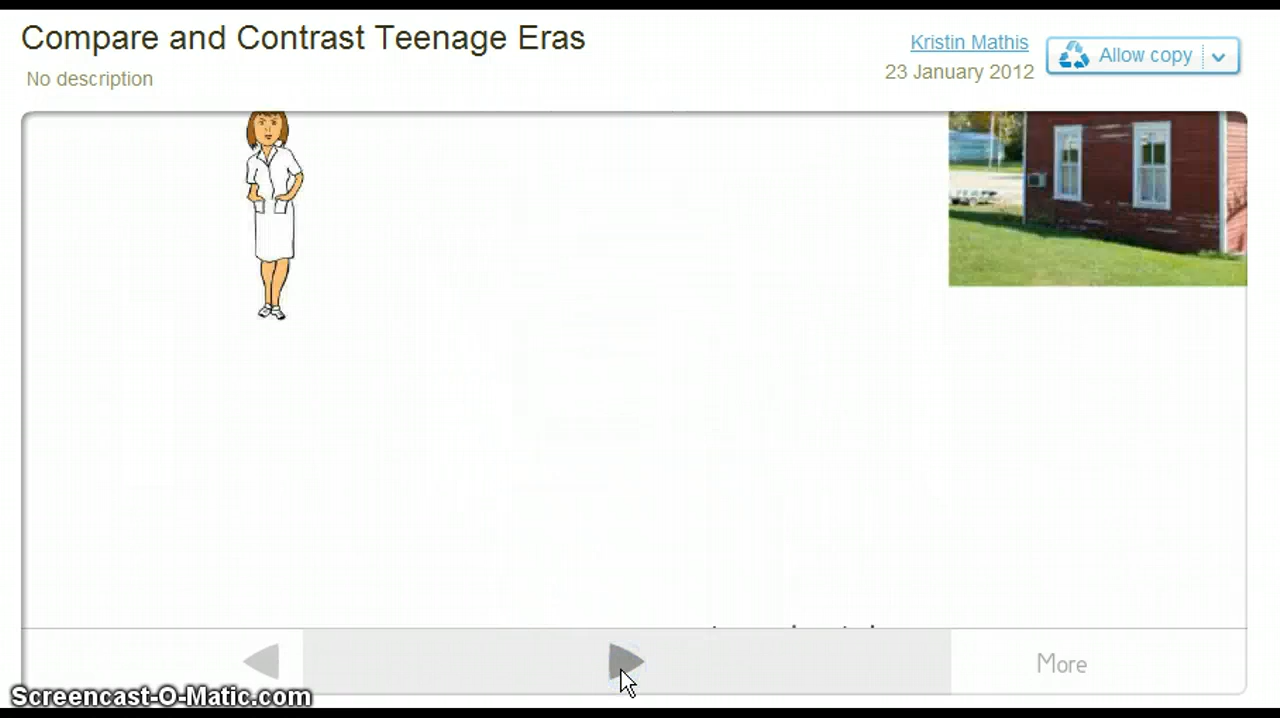 Compare and Contrast Teenage Eras
Kristin Mathis
Allow copy
No description
23 January 2012
More
Screencast-O-Matic.com